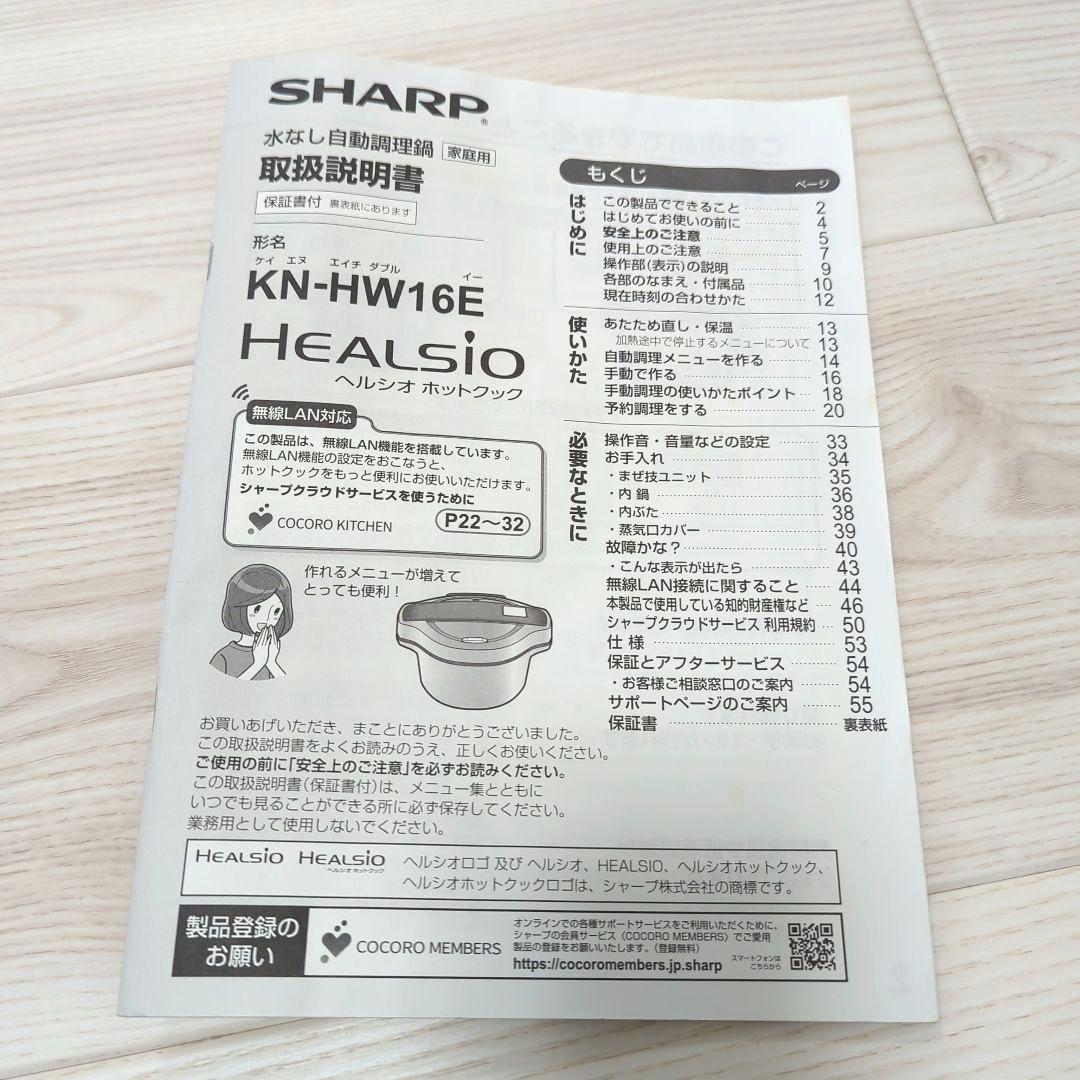 SHARP®
水なし自動調理鍋 家庭用
取扱説明書
保証書付 裏表紙にあります
形名
ケイ エヌ エイチ ダブル イー
KN-HW16E
HEALSIO
ヘルシオ ホットクック
無線LAN対応
この製品は、無線LAN機能を搭載しています。
無線LAN機能の設定をおこなうと、
ホットクックをもっと便利にお使いいただけます。
シャープクラウドサービスを使うために
COCORO KITCHEN P22〜32
作れるメニューが増えて
とっても便利!
お買いあげいただき、まことにありがとうございました。
この取扱説明書をよくお読みのうえ、正しくお使いください。
ご使用の前に「安全上のご注意」を必ずお読みください。
この取扱説明書(保証書付)は、メニュー集とともに
いつでも見ることができる所に必ず保存してください。
業務用として使用しないでください。
もくじ ページ
はじめに
この製品でできること 2
はじめてお使いの前に 4
安全上のご注意 5
使用上のご注意 7
操作部(表示)の説明 9
各部のなまえ・付属品 10
現在時刻の合わせかた 12
使いかた
あたため直し・保温 13
加熱途中で停止するメニューについて 13
自動調理メニューを作る 14
手動で作る 16
手動調理の使いかたポイント 18
予約調理をする 20
必要なときに
操作音・音量などの設定 33
お手入れ 34
・まぜ技ユニット 35
・内鍋 36
・内ぶた 38
・蒸気口カバー 39
故障かな? 40
・こんな表示が出たら 43
無線LAN接続に関すること 44
本製品で使用している知的財産権など 46
シャープクラウドサービス 利用規約 50
仕様 53
保証とアフターサービス 54
・お客様ご相談窓口のご案内 54
サポートページのご案内 55
保証書 裏表紙
HEALSIO HEALSIO
ヘルシオ ホットクック
ヘルシオロゴ 及び ヘルシオ、HEALSIO、ヘルシオホットクック、
ヘルシオホットクックロゴは、シャープ株式会社の商標です。
製品登録の
お願い
COCORO MEMBERS
オンラインでの各種サポートサービスをご利用いただくために、
シャープの会員サービス〈COCORO MEMBERS〉でご愛用
製品の登録をお願いいたします。(登録無料)
https://cocoromembers.jp.sharp
スマートフォンは
こちらから